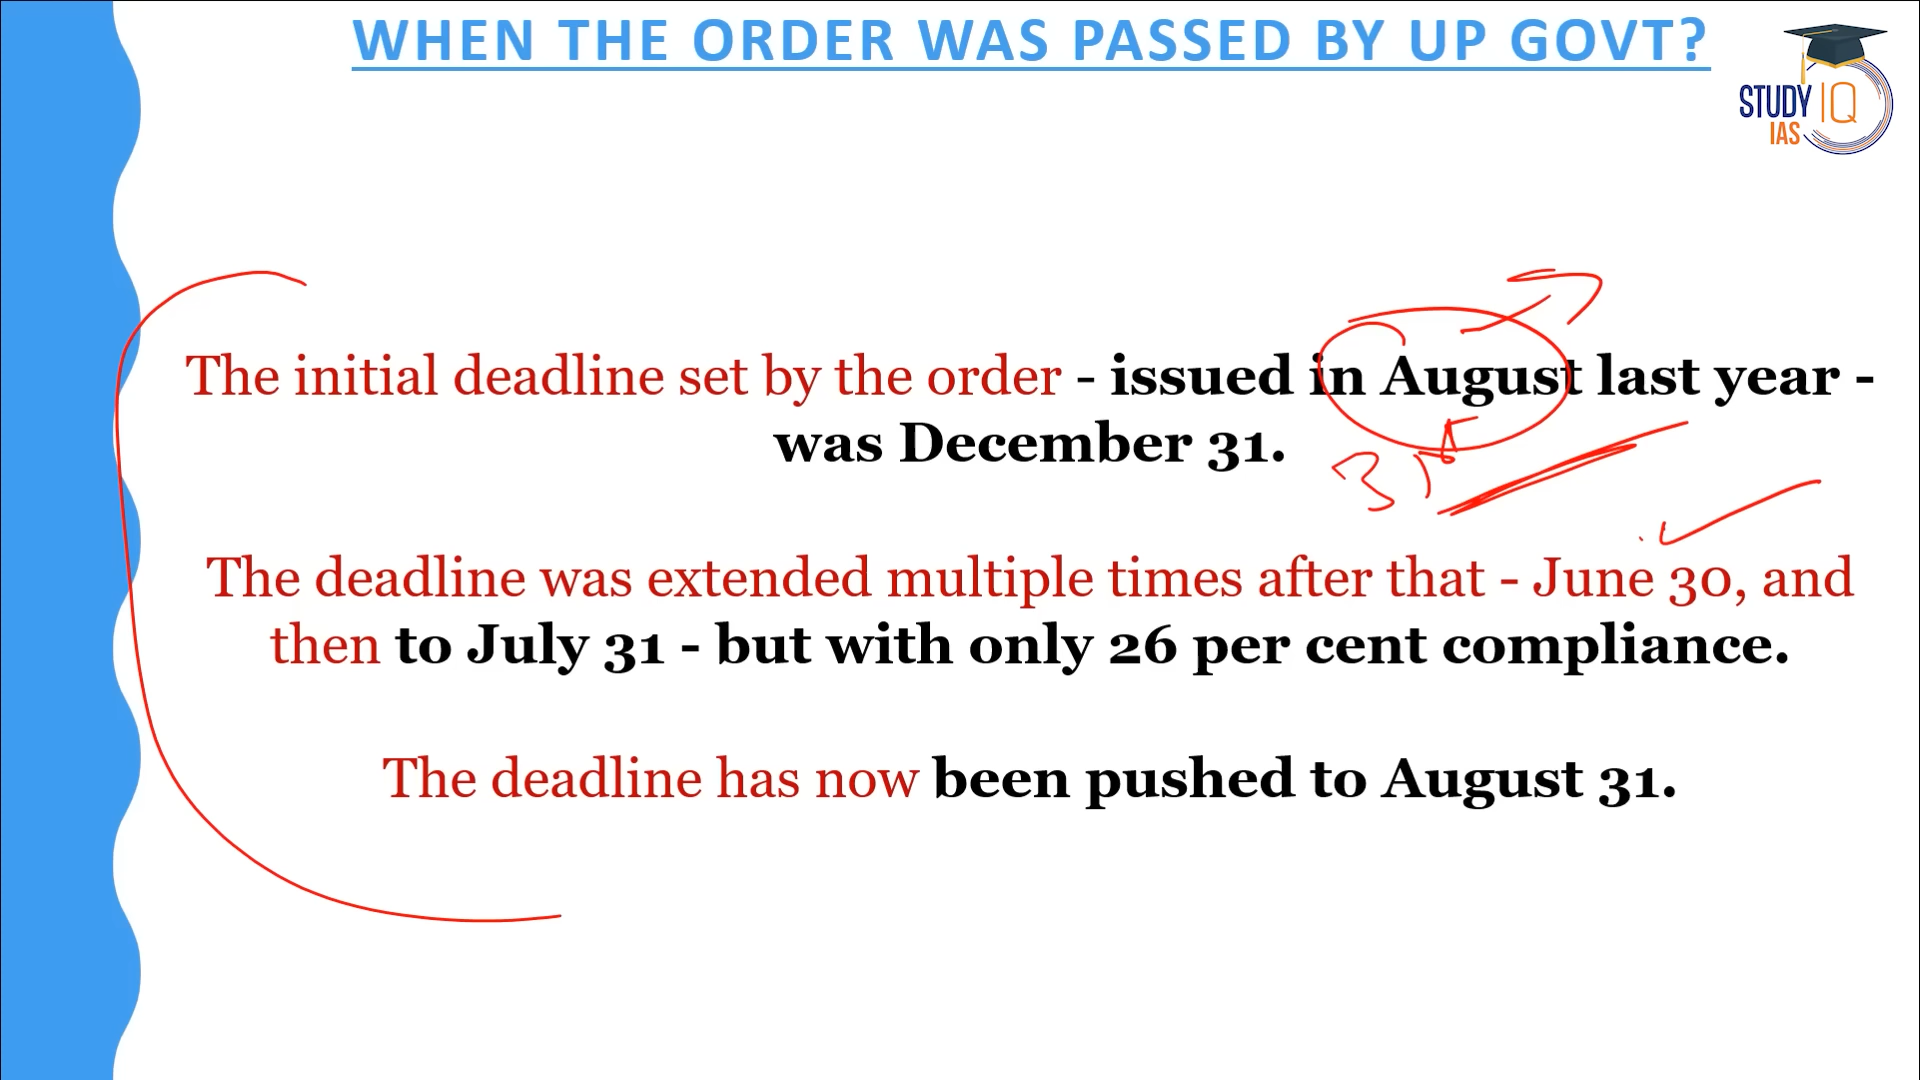 WHEN THE ORDER WAS PASSED BY UP GOVT?
STUDY IQ
IAS
The initial deadline set by the order - issued in August last year -
was December 31.
31st
The deadline was extended multiple times after that - June 30, and
then to July 31 - but with only 26 per cent compliance.
The deadline has now been pushed to August 31.